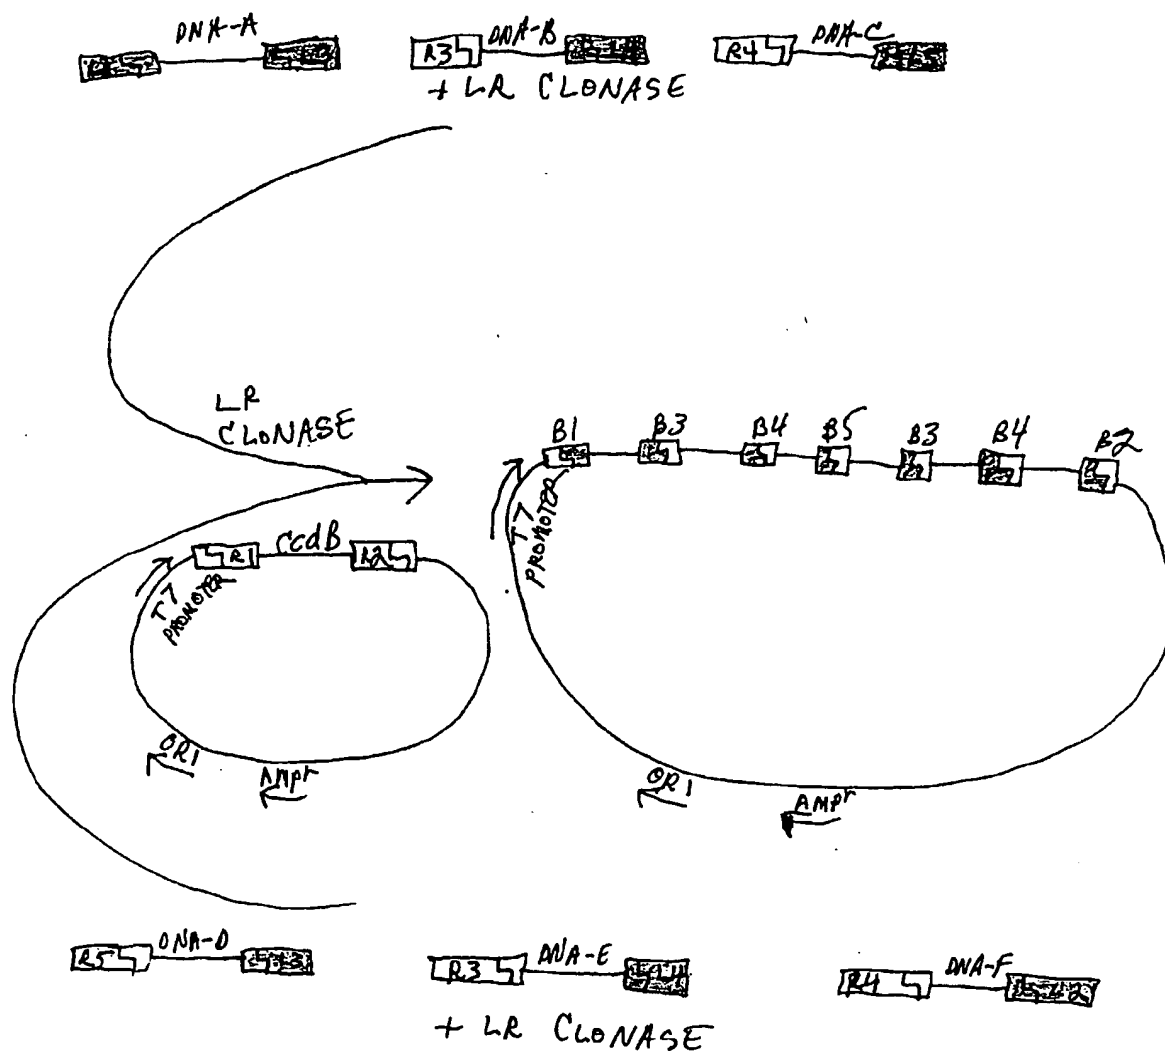 DNA-A DNA-B DNA-C
R3 R4
+ LR CLONASE
LR
CLONASE
B1 B3 B4 B5 B3 B4 B2
T7
PROMOTER
R1 ccdB R2
T7
PROMOTER
ORI
AMPr
ORI
AMPr
DNA-D DNA-E DNA-F
R5 R3 R4
+ LR CLONASE